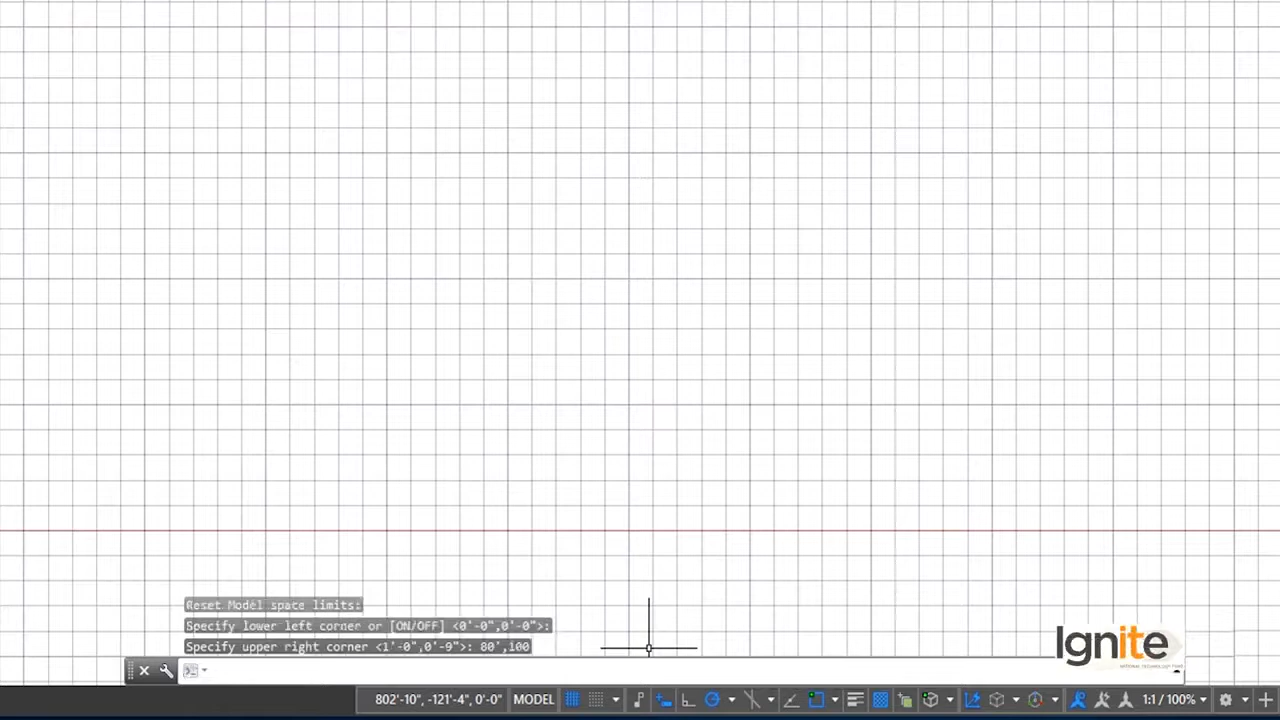 Reset Model space limits:
Specify lower left corner or [ON/OFF] <0'-0",0'-0">:
Specify upper right corner <1'-0",0'-9">: 80',100
Ignite
802'-10", -121'-4", 0'-0" MODEL 1:1 / 100%